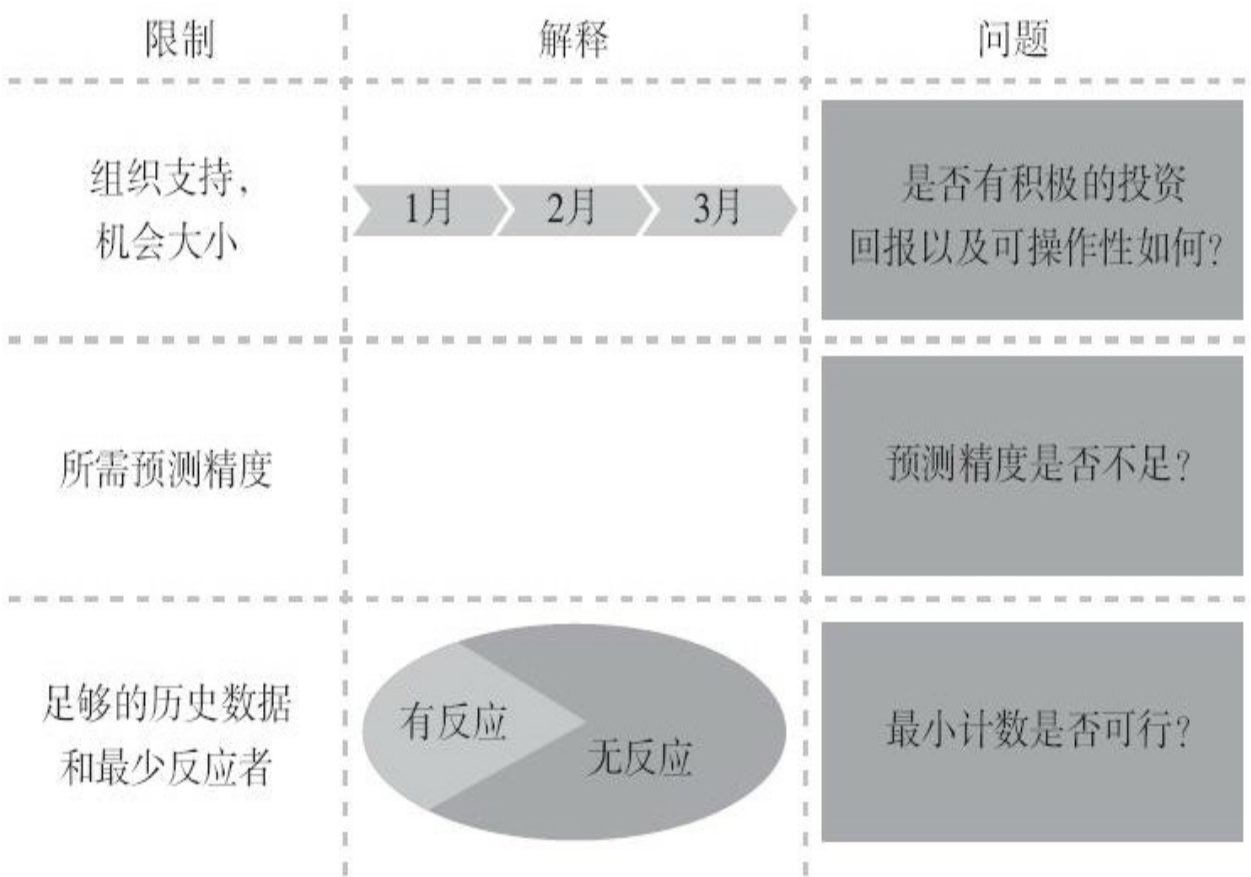 限制
解释
问题
组织支持，
机会大小
1月
2月
3月
是否有积极的投资
回报以及可操作性如何？
所需预测精度
预测精度是否不足？
足够的历史数据
和最少反应者
有反应
无反应
最小计数是否可行？